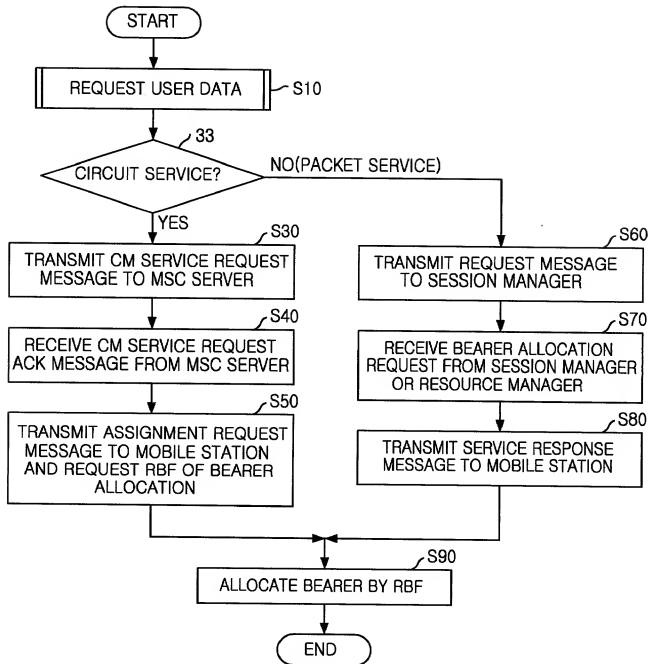 START
REQUEST USER DATA
S10
33
CIRCUIT SERVICE?
NO(PACKET SERVICE)
YES
S30
TRANSMIT CM SERVICE REQUEST
MESSAGE TO MSC SERVER
S40
RECEIVE CM SERVICE REQUEST
ACK MESSAGE FROM MSC SERVER
S50
TRANSMIT ASSIGNMENT REQUEST
MESSAGE TO MOBILE STATION
AND REQUEST RBF OF BEARER
ALLOCATION
S60
TRANSMIT REQUEST MESSAGE
TO SESSION MANAGER
S70
RECEIVE BEARER ALLOCATION
REQUEST FROM SESSION MANAGER
OR RESOURCE MANAGER
S80
TRANSMIT SERVICE RESPONSE
MESSAGE TO MOBILE STATION
S90
ALLOCATE BEARER BY RBF
END